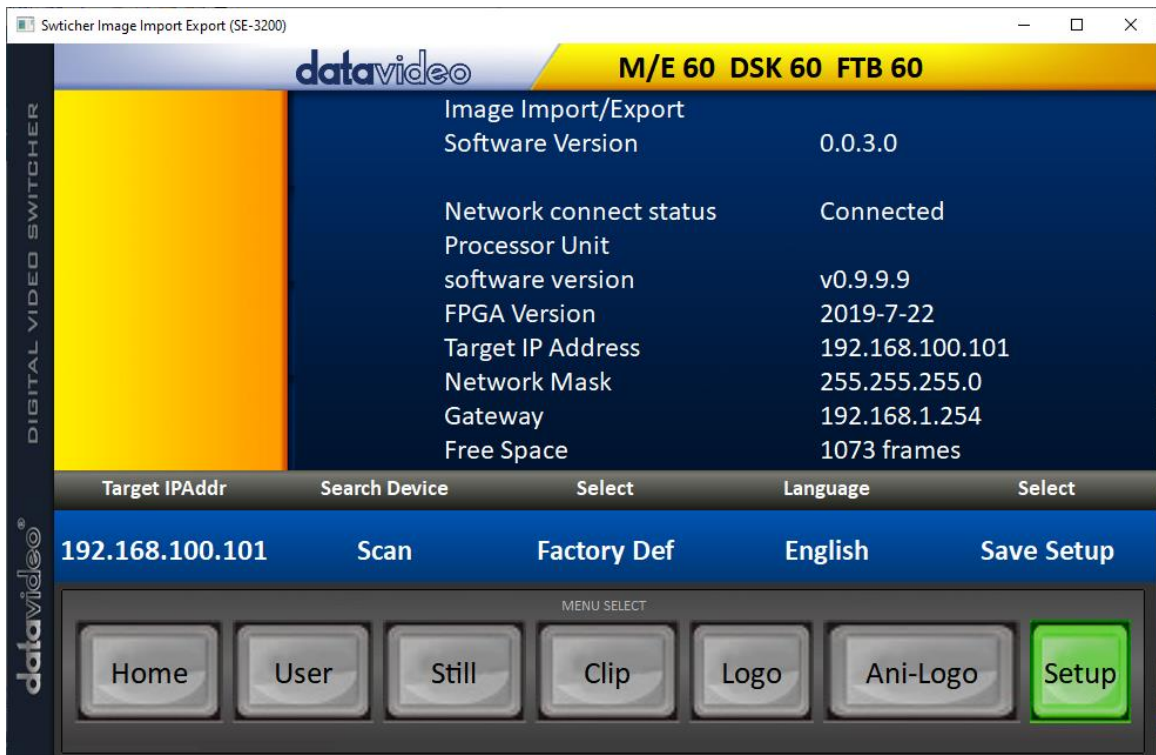 Swticher Image Import Export (SE-3200)
datavideo
M/E 60 DSK 60 FTB 60
Image Import/Export
Software Version 0.0.3.0
Network connect status Connected
Processor Unit
software version v0.9.9.9
FPGA Version 2019-7-22
Target IP Address 192.168.100.101
Network Mask 255.255.255.0
Gateway 192.168.1.254
Free Space 1073 frames
Target IPAddr Search Device Select Language Select
192.168.100.101 Scan Factory Def English Save Setup
MENU SELECT
Home User Still Clip Logo Ani-Logo Setup
datavideo® DIGITAL VIDEO SWITCHER